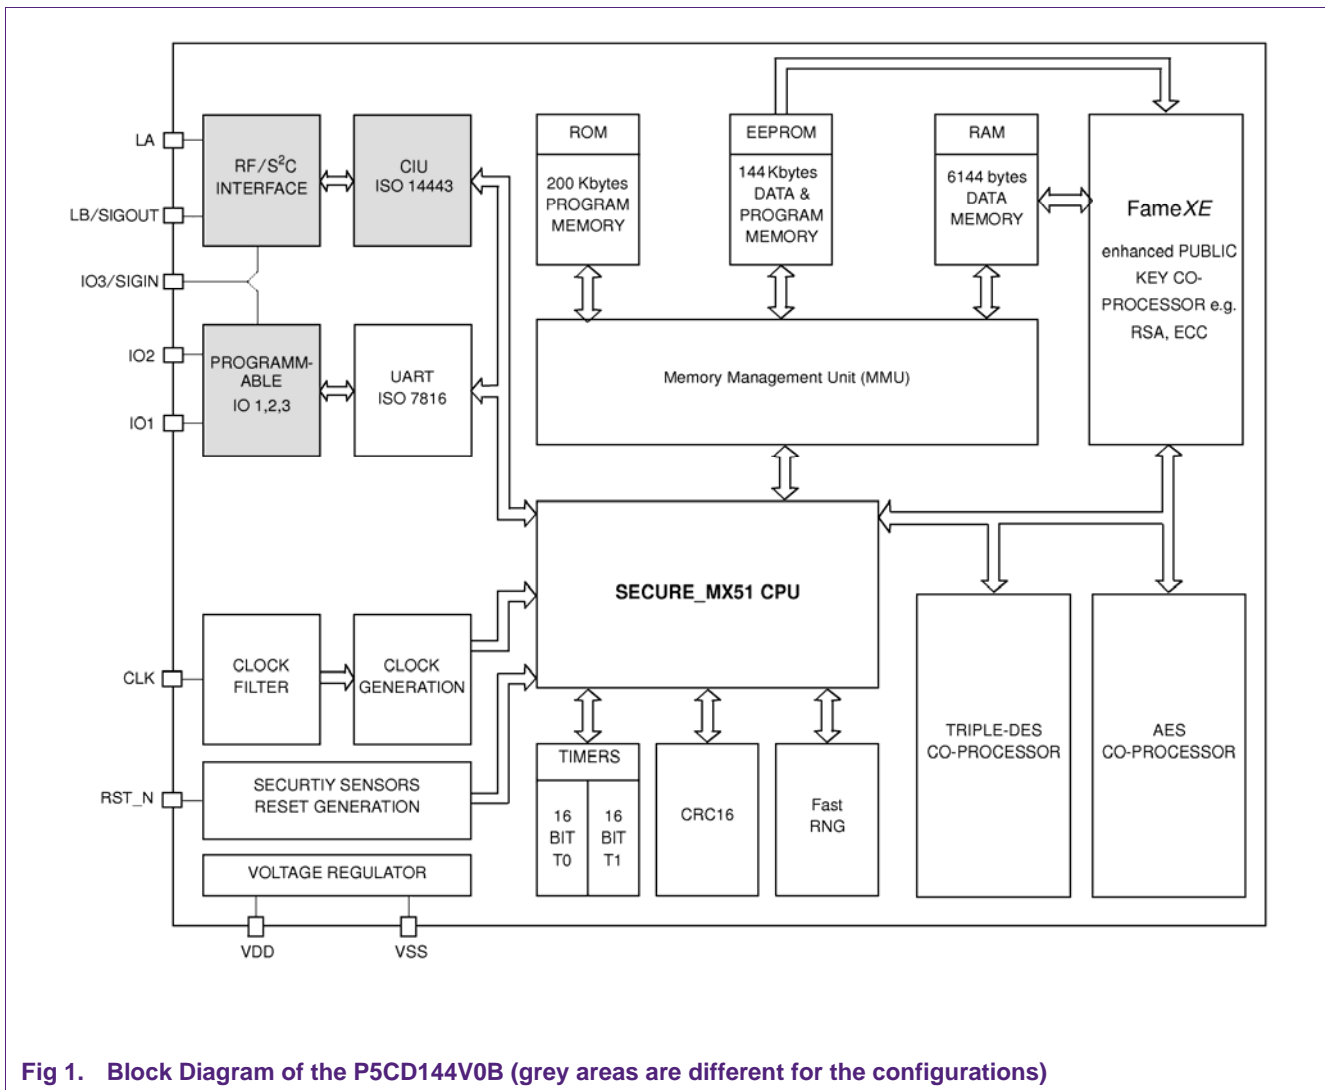 LA
LB/SIGOUT
IO3/SIGIN
IO2
IO1
CLK
RST_N
VDD
VSS
RF/S²C
INTERFACE
CIU
ISO 14443
PROGRAMM-
ABLE
IO 1,2,3
UART
ISO 7816
CLOCK
FILTER
CLOCK
GENERATION
SECURTIY SENSORS
RESET GENERATION
VOLTAGE REGULATOR
ROM
200 Kbytes
PROGRAM
MEMORY
EEPROM
144 Kbytes
DATA &
PROGRAM
MEMORY
RAM
6144 bytes
DATA
MEMORY
FameXE
enhanced PUBLIC
KEY CO-
PROCESSOR e.g.
RSA, ECC
Memory Management Unit (MMU)
SECURE_MX51 CPU
TIMERS
16
BIT
T0
16
BIT
T1
CRC16
Fast
RNG
TRIPLE-DES
CO-PROCESSOR
AES
CO-PROCESSOR
Fig 1. Block Diagram of the P5CD144V0B (grey areas are different for the configurations)